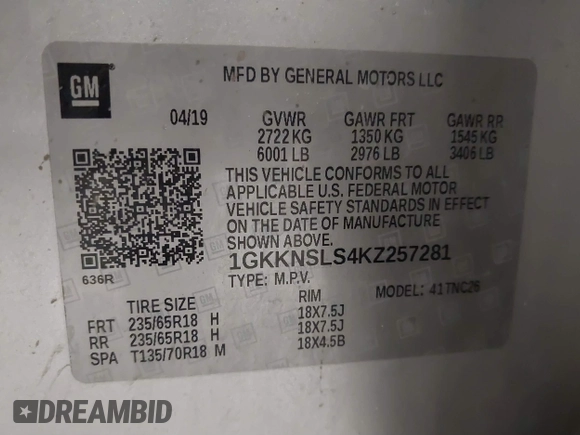 GM
MFD BY GENERAL MOTORS LLC
04/19 GVWR GAWR FRT GAWR RR
2722 KG 1350 KG 1545 KG
6001 LB 2976 LB 3406 LB
THIS VEHICLE CONFORMS TO ALL
APPLICABLE U.S. FEDERAL MOTOR
VEHICLE SAFETY STANDARDS IN EFFECT
ON THE DATE OF MANUFACTURE
SHOWN ABOVE.
1GKKNSLS4KZ257281
636R TYPE: M.P.V. MODEL: 41TNC26
TIRE SIZE RIM
FRT 235/65R18 H 18X7.5J
RR 235/65R18 H 18X7.5J
SPA T135/70R18 M 18X4.5B
DREAMBID